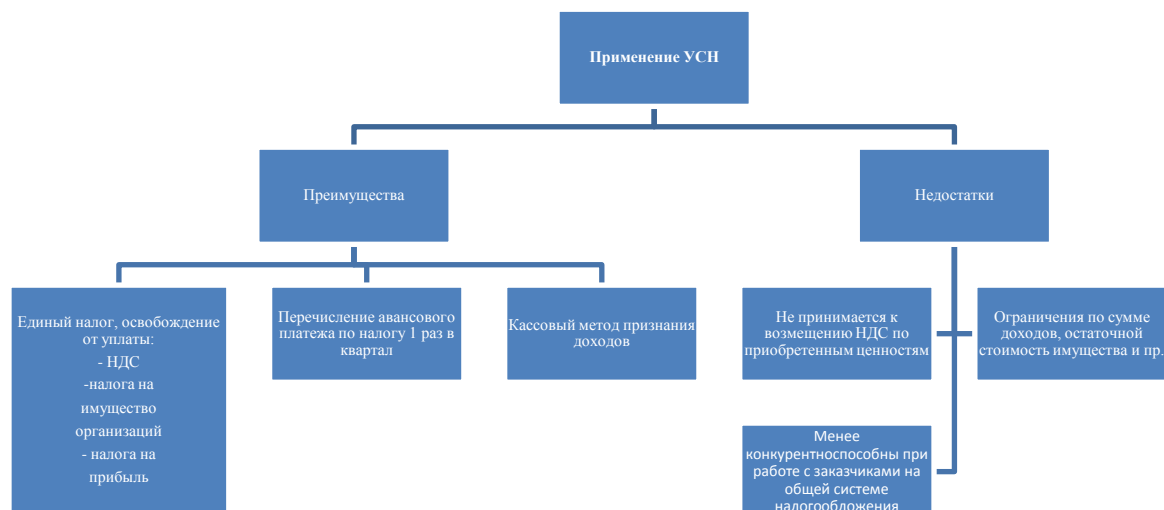 Применение УСН
Преимущества
Недостатки
Единый налог, освобождение
от уплаты:
- НДС
-налога на
имущество
организаций
- налога на
прибыль
Перечисление авансового
платежа по налогу 1 раз в
квартал
Кассовый метод признания
доходов
Не принимается к
возмещению НДС по
приобретенным ценностям
Ограничения по сумме
доходов, остаточной
стоимость имущества и пр.
Менее
конкурентноспособны при
работе с заказчиками на
общей системе
налогообложения